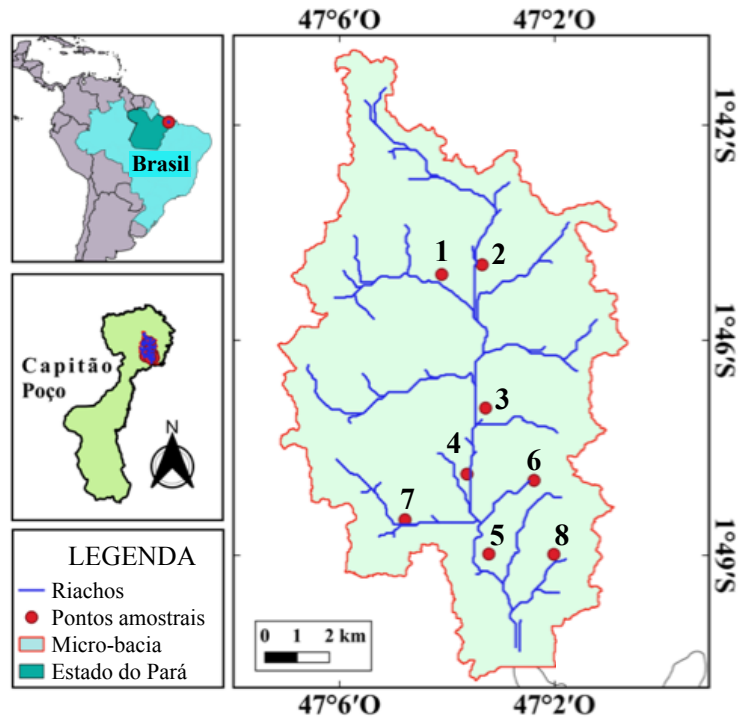 Brasil
Capitão
Poço
N
LEGENDA
Riachos
Pontos amostrais
Micro-bacia
Estado do Pará
47°6′O 47°2′O
1°42′S
1°46′S
1°49′S
1 2
3
4
6
7
5 8
0 1 2 km
47°6′O 47°2′O